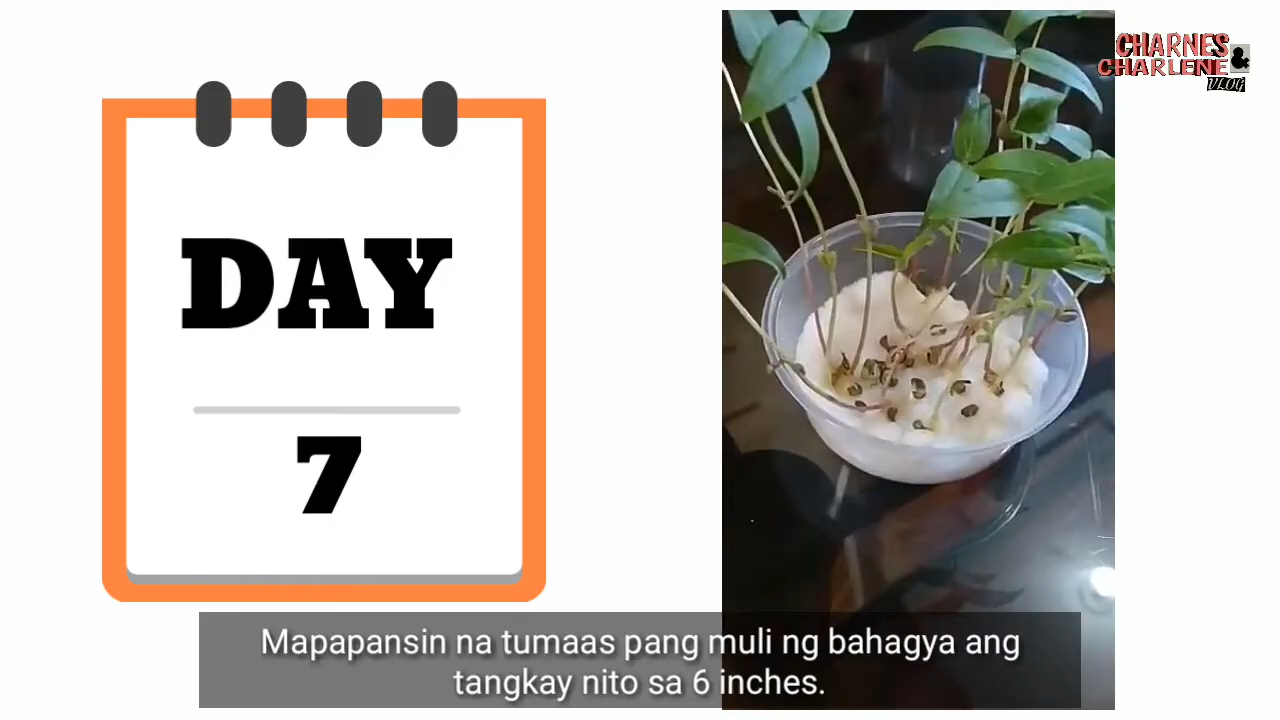 CHARNES
&
CHARLENE
VLOG
DAY
7
Mapapansin na tumaas pang muli ng bahagya ang
tangkay nito sa 6 inches.